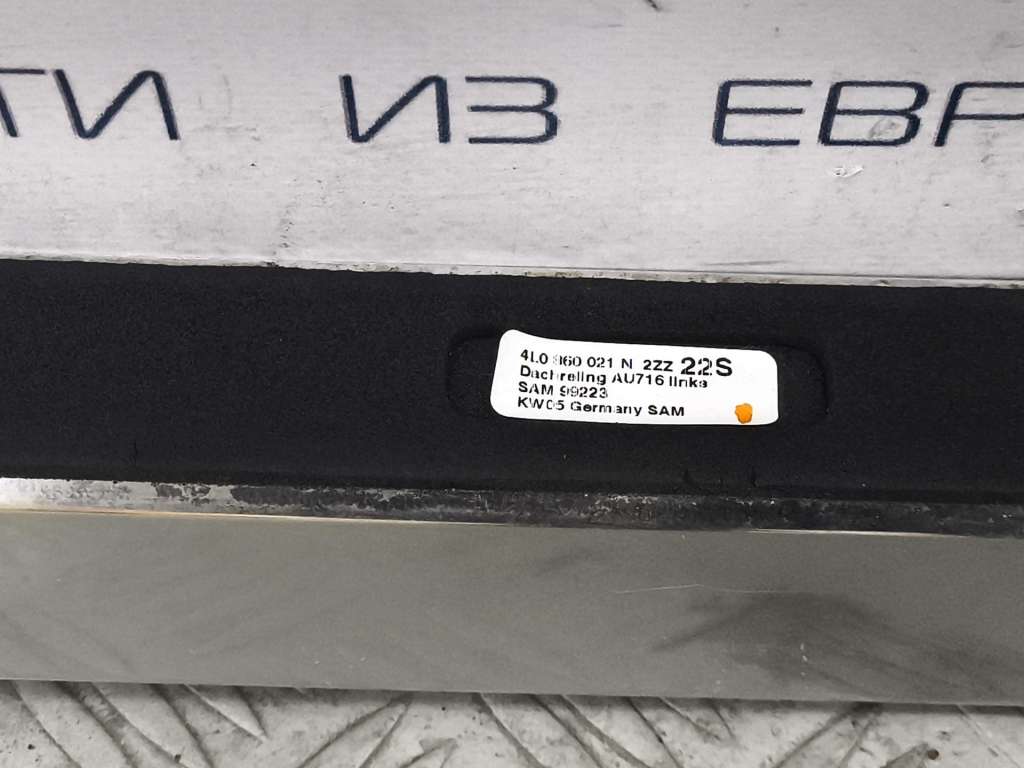 ТИ ИЗ ЕВР
4L0 860 021 N 2ZZ 22S
Dachreling AU716 links
SAM 99223
KW05 Germany SAM